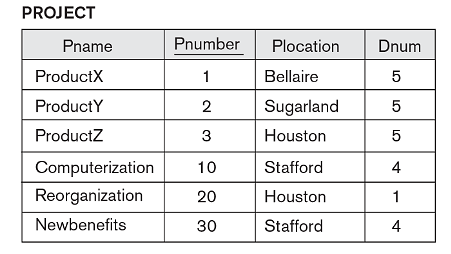 PROJECT
Pname Pnumber Plocation Dnum
ProductX 1 Bellaire 5
ProductY 2 Sugarland 5
ProductZ 3 Houston 5
Computerization 10 Stafford 4
Reorganization 20 Houston 1
Newbenefits 30 Stafford 4